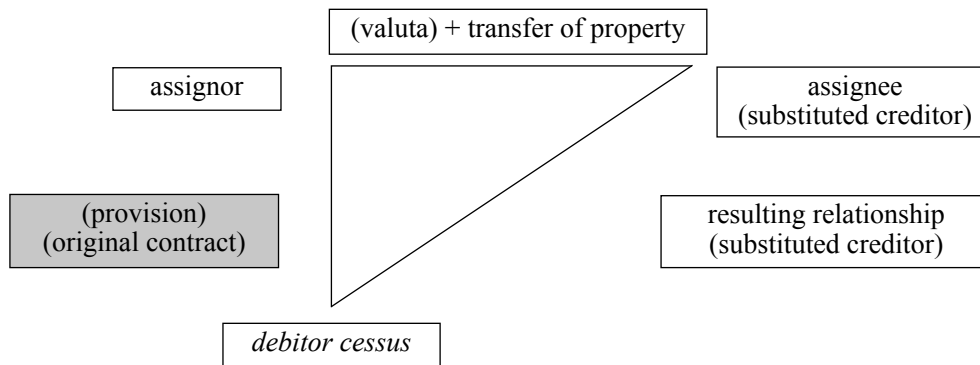 (valuta) + transfer of property
assignor
assignee
(substituted creditor)
(provision)
(original contract)
resulting relationship
(substituted creditor)
debitor cessus